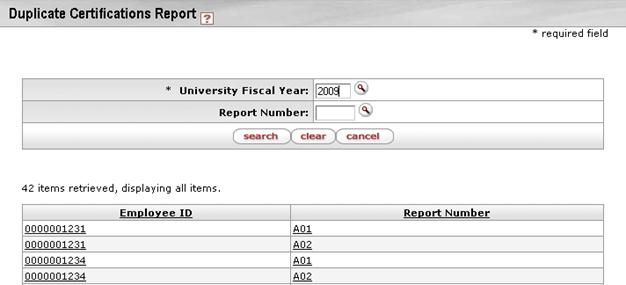 Duplicate Certifications Report ?
* required field
* University Fiscal Year: 2009
Report Number:
search clear cancel
42 items retrieved, displaying all items.
Employee ID Report Number
0000001231 A01
0000001231 A02
0000001234 A01
0000001234 A02